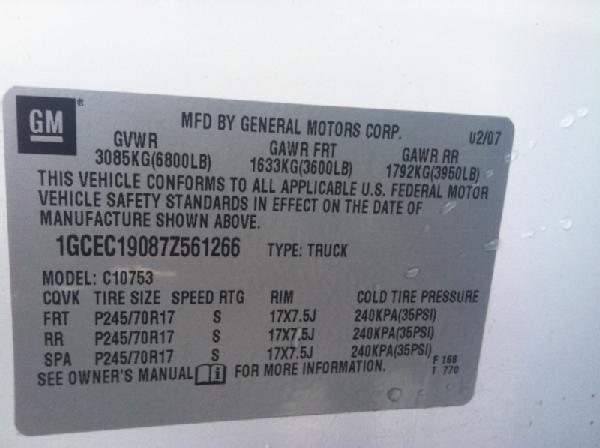 GM
MFD BY GENERAL MOTORS CORP. 02/07
GVWR GAWR FRT GAWR RR
3085KG(6800LB) 1633KG(3600LB) 1792KG(3950LB)
THIS VEHICLE CONFORMS TO ALL APPLICABLE U.S. FEDERAL MOTOR
VEHICLE SAFETY STANDARDS IN EFFECT ON THE DATE OF
MANUFACTURE SHOWN ABOVE.
1GCEC19087Z561266 TYPE: TRUCK
MODEL: C10753
CQVK TIRE SIZE SPEED RTG RIM COLD TIRE PRESSURE
FRT P245/70R17 S 17X7.5J 240KPA(35PSI)
RR P245/70R17 S 17X7.5J 240KPA(35PSI)
SPA P245/70R17 S 17X7.5J 240KPA(35PSI)
SEE OWNER'S MANUAL i FOR MORE INFORMATION.
F 168
T 770